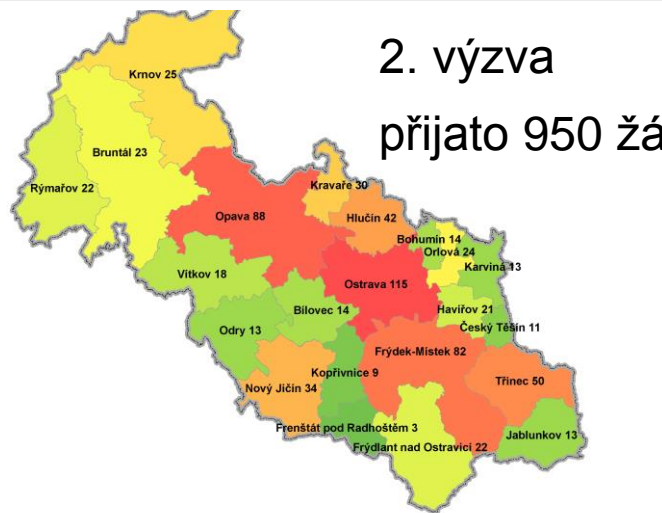 2. výzva
přijato 950 žá
Krnov 25
Bruntál 23
Rýmařov 22
Kravaře 30
Opava 88
Hlučín 42
Bohumín 14
Orlová 24
Karviná 13
Vítkov 18
Ostrava 115
Havířov 21
Bílovec 14
Český Těšín 11
Odry 13
Frýdek-Místek 82
Kopřivnice 9
Třinec 50
Nový Jičín 34
Frenštát pod Radhoštěm 3
Jablunkov 13
Frýdlant nad Ostravicí 22